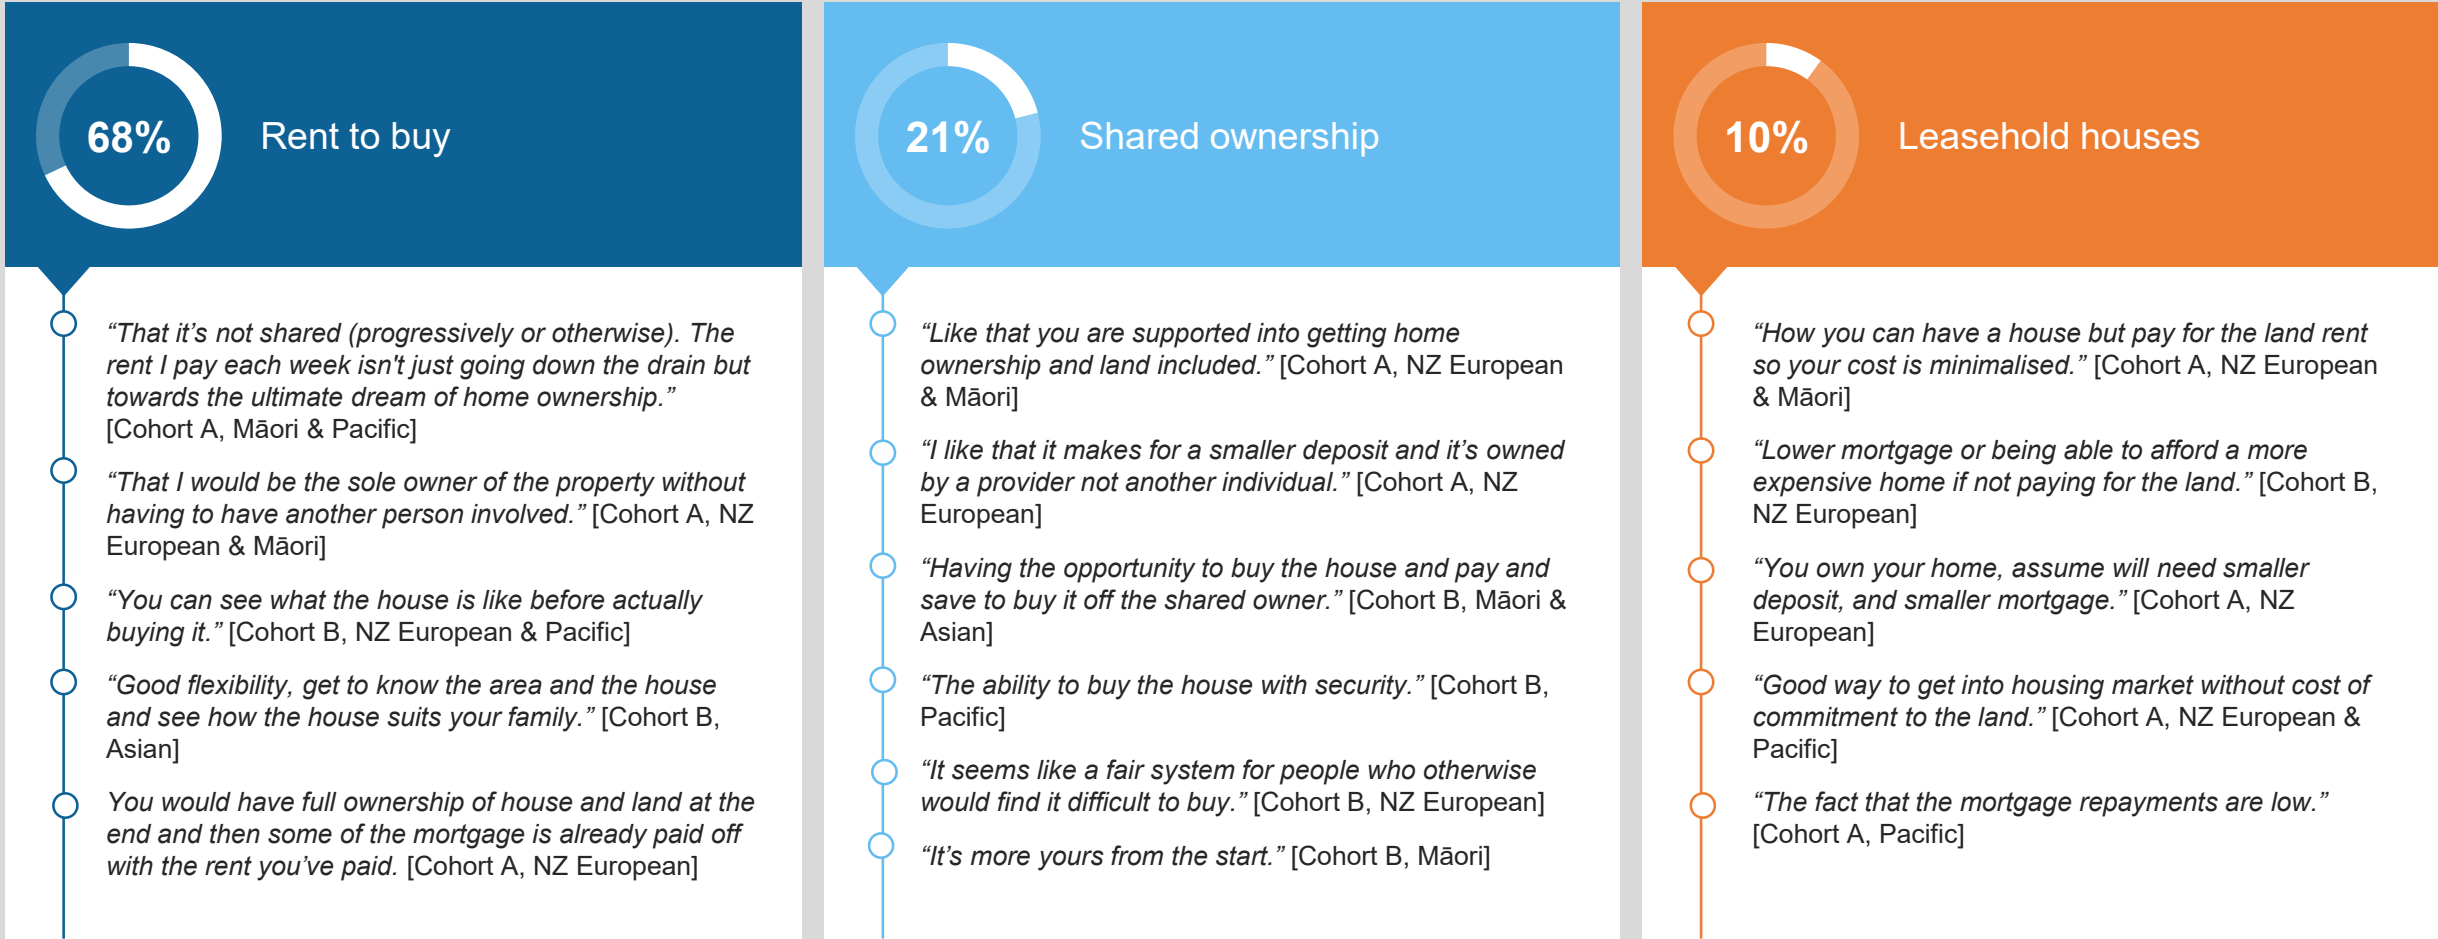 68%
Rent to buy
“That it’s not shared (progressively or otherwise). The
rent I pay each week isn't just going down the drain but
towards the ultimate dream of home ownership.”
[Cohort A, Māori & Pacific]
“That I would be the sole owner of the property without
having to have another person involved.” [Cohort A, NZ
European & Māori]
“You can see what the house is like before actually
buying it.” [Cohort B, NZ European & Pacific]
“Good flexibility, get to know the area and the house
and see how the house suits your family.” [Cohort B,
Asian]
You would have full ownership of house and land at the
end and then some of the mortgage is already paid off
with the rent you’ve paid. [Cohort A, NZ European]
21%
Shared ownership
“Like that you are supported into getting home
ownership and land included.” [Cohort A, NZ European
& Māori]
“I like that it makes for a smaller deposit and it’s owned
by a provider not another individual.” [Cohort A, NZ
European]
“Having the opportunity to buy the house and pay and
save to buy it off the shared owner.” [Cohort B, Māori &
Asian]
“The ability to buy the house with security.” [Cohort B,
Pacific]
“It seems like a fair system for people who otherwise
would find it difficult to buy.” [Cohort B, NZ European]
“It’s more yours from the start.” [Cohort B, Māori]
10%
Leasehold houses
“How you can have a house but pay for the land rent
so your cost is minimalised.” [Cohort A, NZ European
& Māori]
“Lower mortgage or being able to afford a more
expensive home if not paying for the land.” [Cohort B,
NZ European]
“You own your home, assume will need smaller
deposit, and smaller mortgage.” [Cohort A, NZ
European]
“Good way to get into housing market without cost of
commitment to the land.” [Cohort A, NZ European &
Pacific]
“The fact that the mortgage repayments are low.”
[Cohort A, Pacific]